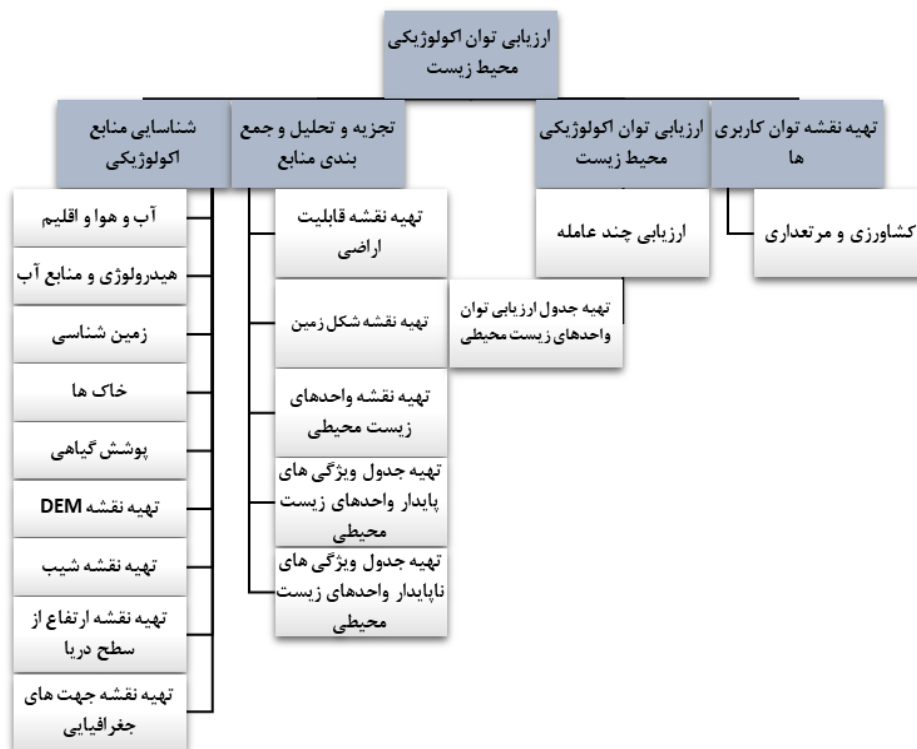 ارزیابی توان اکولوژیکی
محیط زیست
تهیه نقشه توان کاربری
ها
کشاورزی و مرتعداری
ارزیابی توان اکولوژیکی
محیط زیست
ارزیابی چند عامله
تهیه جدول ارزیابی توان
واحدهای زیست محیطی
تجزیه و تحلیل و جمع
بندی منابع
تهیه نقشه قابلیت
اراضی
تهیه نقشه شکل زمین
تهیه نقشه واحدهای
زیست محیطی
تهیه جدول ویژگی های
پایدار واحدهای زیست
محیطی
تهیه جدول ویژگی های
ناپایدار واحدهای زیست
محیطی
شناسایی منابع
اکولوژیکی
آب و هوا و اقلیم
هیدرولوژی و منابع آب
زمین شناسی
خاک ها
پوشش گیاهی
تهیه نقشه DEM
تهیه نقشه شیب
تهیه نقشه ارتفاع از
سطح دریا
تهیه نقشه جهت های
جغرافیایی